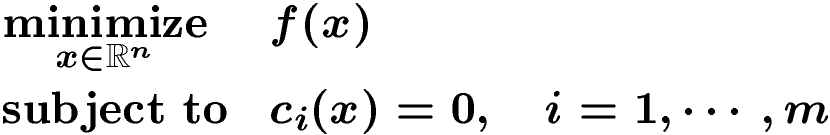 minimize f(x)
x∈ℝⁿ
subject to cᵢ(x) = 0, i = 1, ⋯ , m